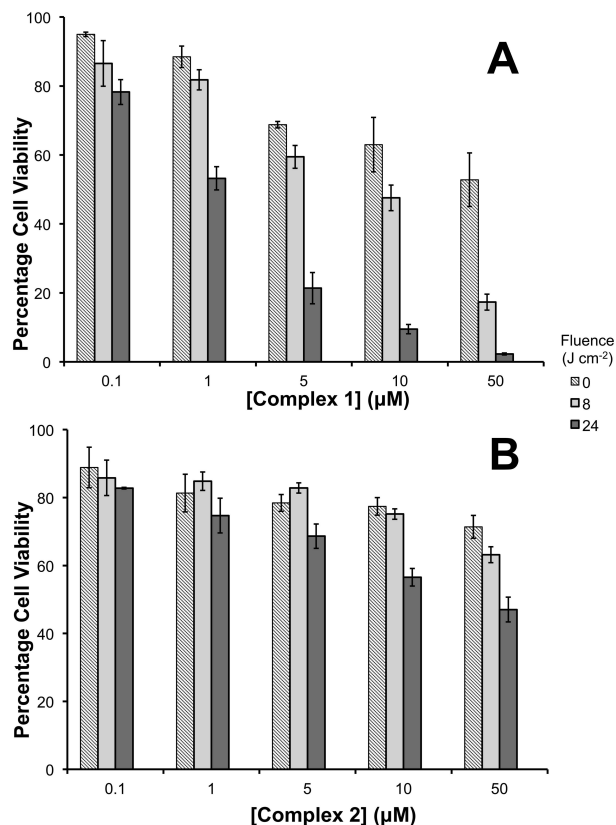 A
Percentage Cell Viability
100
80
60
40
20
0
0.1 1 5 10 50
[Complex 1] (μM)
Fluence
(J cm-2)
0
8
24
B
Percentage Cell Viability
100
80
60
40
20
0
0.1 1 5 10 50
[Complex 2] (μM)